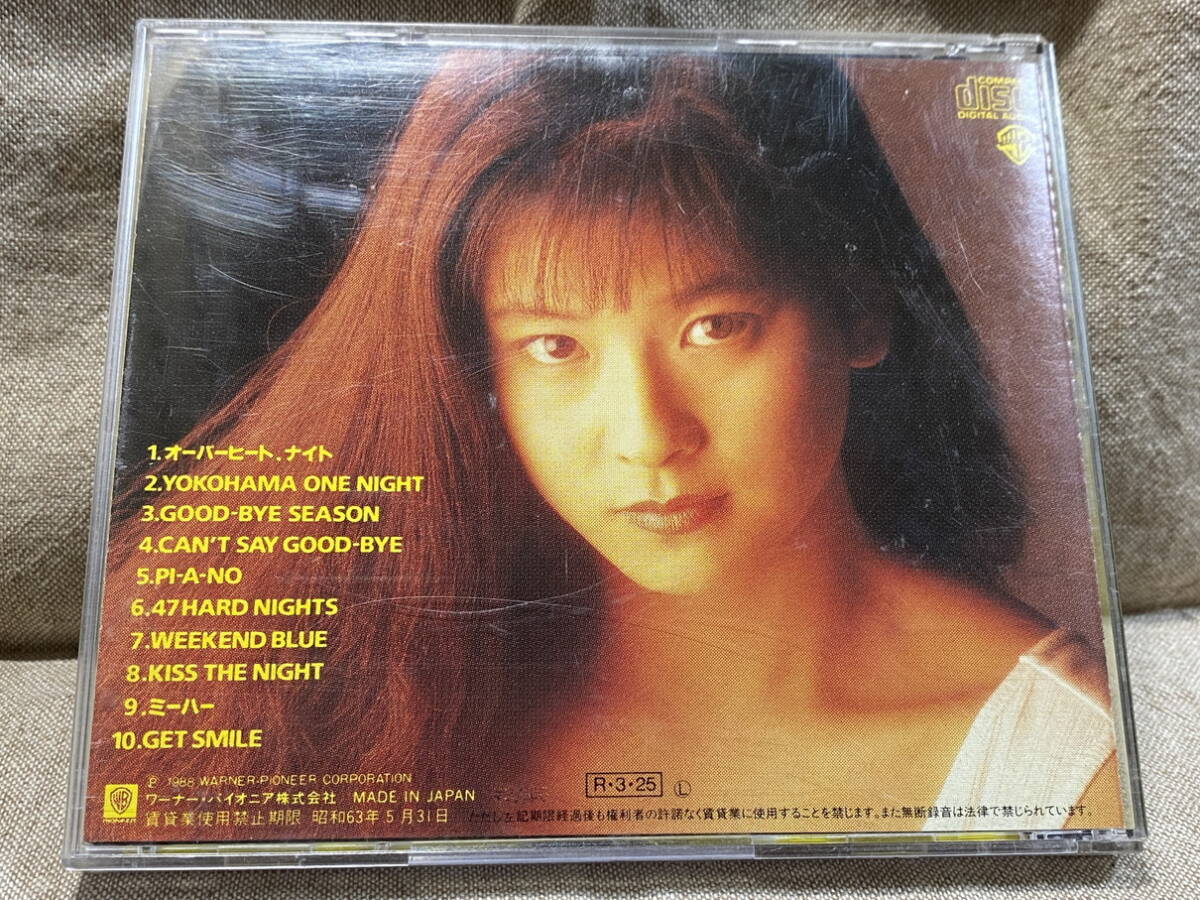 COMPA
disc
DIGITAL AUD
1.オーバーヒート.ナイト
2.YOKOHAMA ONE NIGHT
3.GOOD-BYE SEASON
4.CAN'T SAY GOOD-BYE
5.PI-A-NO
6.47HARD NIGHTS
7.WEEKEND BLUE
8.KISS THE NIGHT
9.ミーハー
10.GET SMILE
Ⓟ 1988 WARNER-PIONEER CORPORATION
ワーナー・パイオニア株式会社 MADE IN JAPAN
R・3・25 Ⓛ
賃貸業使用禁止期限 昭和63年5月31日
ただし左記期限経過後も権利者の許諾なく賃貸業に使用することを禁じます。また無断録音は法律で禁じられています。